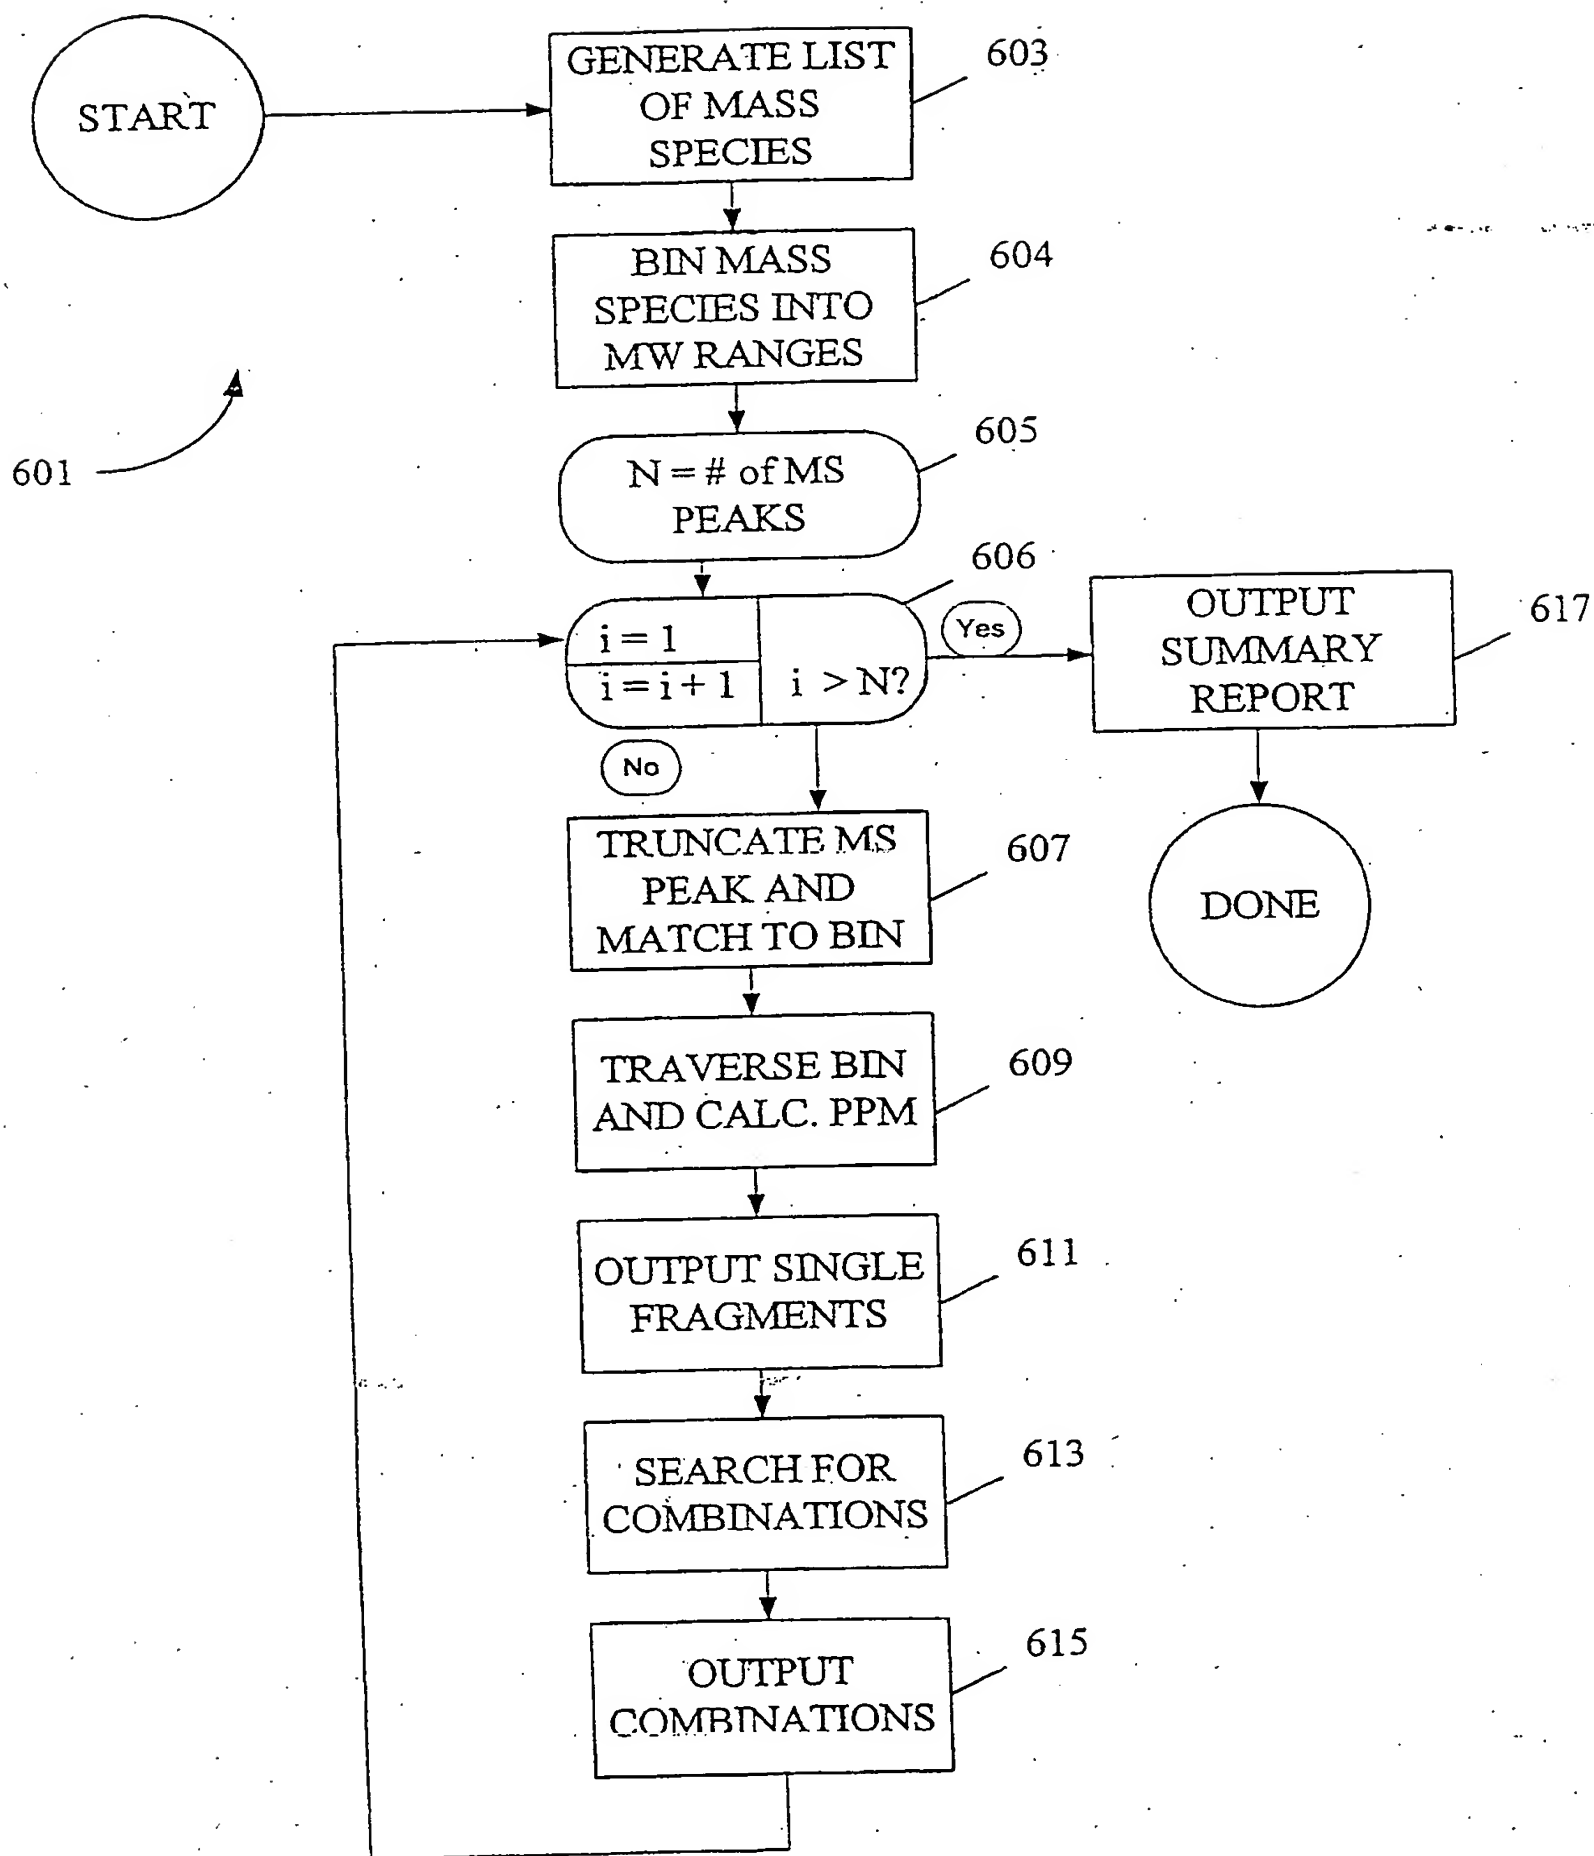 START
GENERATE LIST
OF MASS
SPECIES
603
BIN MASS
SPECIES INTO
MW RANGES
604
601
N = # of MS
PEAKS
605
606
i = 1
i = i + 1
i > N?
Yes
No
OUTPUT
SUMMARY
REPORT
617
DONE
TRUNCATE MS
PEAK AND
MATCH TO BIN
607
TRAVERSE BIN
AND CALC. PPM
609
OUTPUT SINGLE
FRAGMENTS
611
SEARCH FOR
COMBINATIONS
613
OUTPUT
COMBINATIONS
615